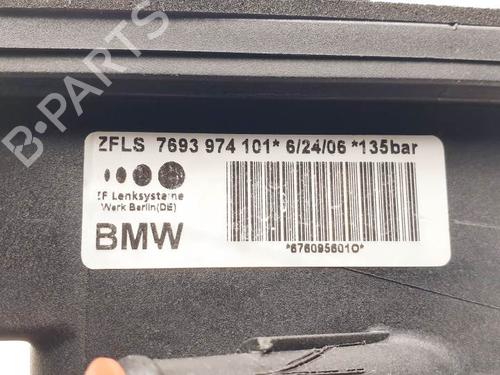 ZFLS 7693 974 101* 6/24/06 *135bar
ZF Lenksysteme
Werk Berlin(DE)
BMW
*6760956010*
B-PARTS